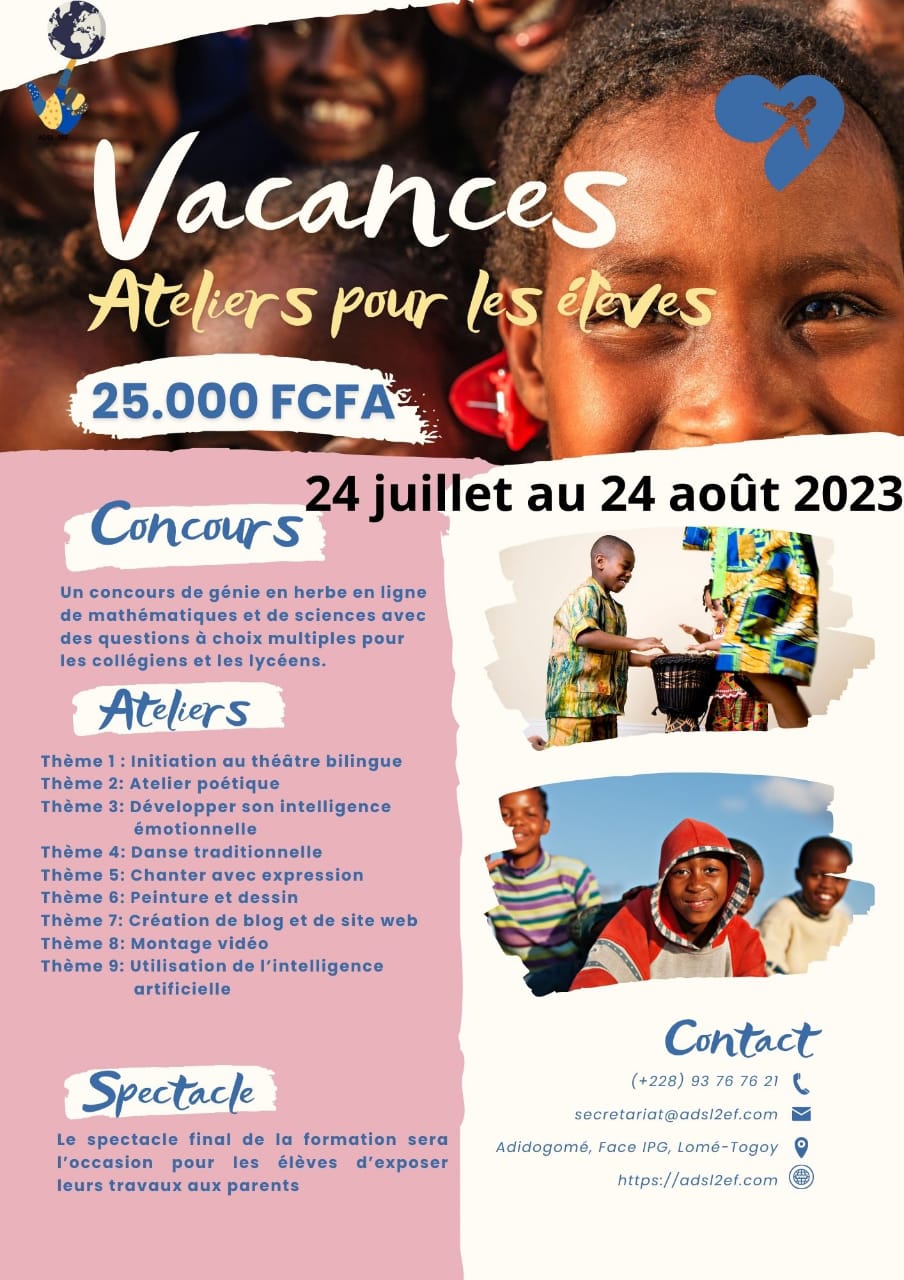 Vacances
Ateliers pour les élèves
25.000 FCFA
24 juillet au 24 août 2023
Concours
Un concours de génie en herbe en ligne
de mathématiques et de sciences avec
des questions à choix multiples pour
les collégiens et les lycéens.
Ateliers
Thème 1 : Initiation au théâtre bilingue
Thème 2: Atelier poétique
Thème 3: Développer son intelligence
émotionnelle
Thème 4: Danse traditionnelle
Thème 5: Chanter avec expression
Thème 6: Peinture et dessin
Thème 7: Création de blog et de site web
Thème 8: Montage vidéo
Thème 9: Utilisation de l’intelligence
artificielle
Spectacle
Le spectacle final de la formation sera
l’occasion pour les élèves d’exposer
leurs travaux aux parents
Contact
(+228) 93 76 76 21
secretariat@adsl2ef.com
Adidogomé, Face IPG, Lomé-Togoy
https://adsl2ef.com